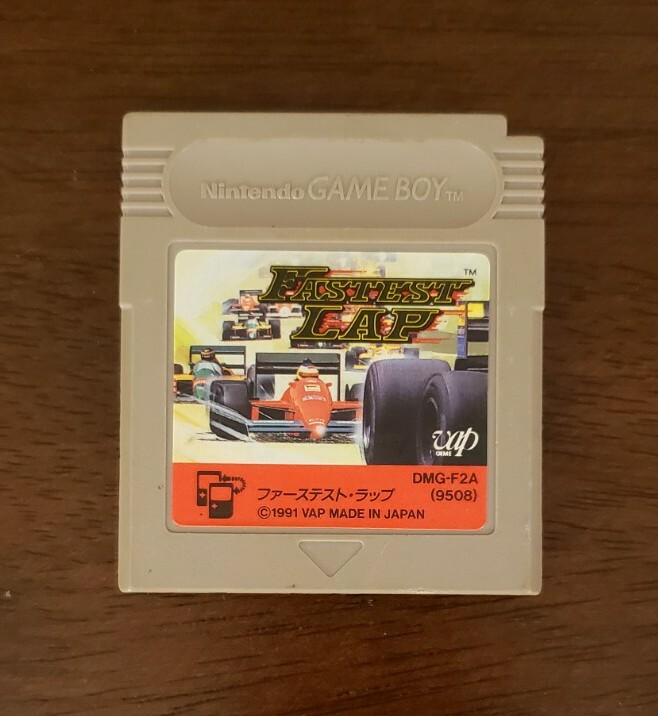 Nintendo GAME BOY TM
TM
FASTEST
LAP
vap
GAME
DMG-F2A
(9508)
ファーステスト・ラップ
©1991 VAP MADE IN JAPAN